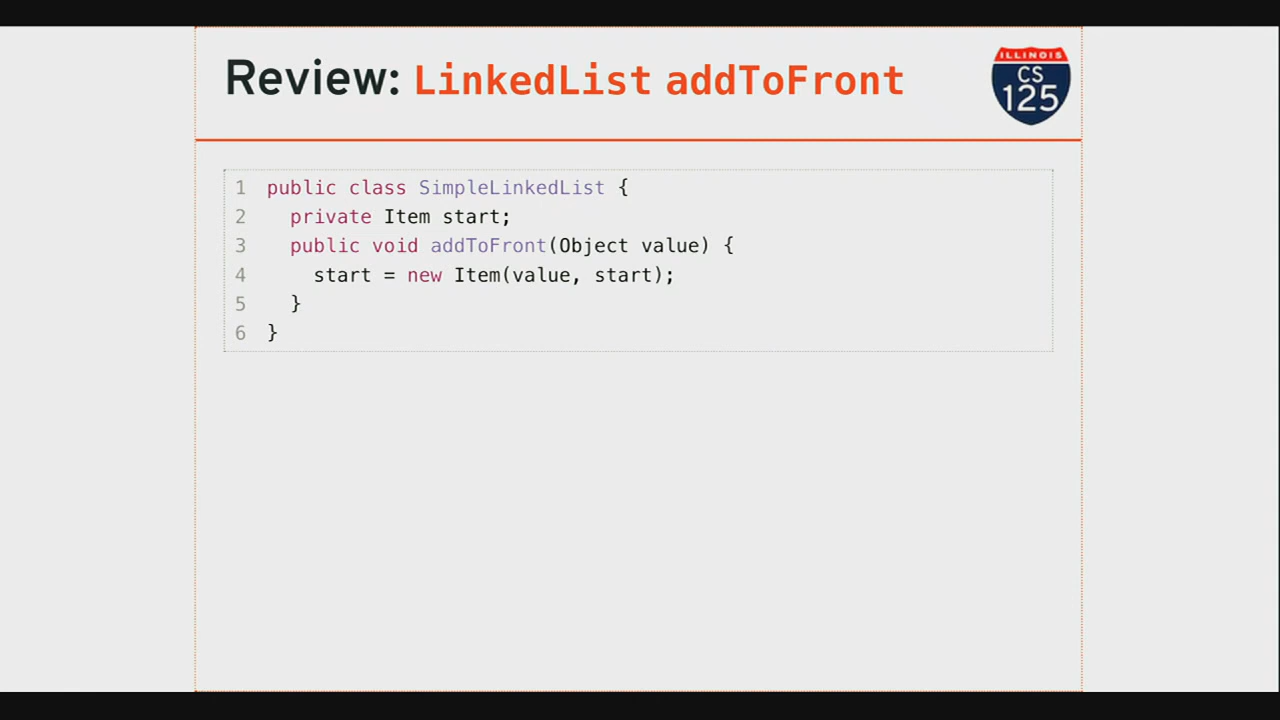 Review: LinkedList addToFront
ILLINOIS
CS
125
1 public class SimpleLinkedList {
2   private Item start;
3   public void addToFront(Object value) {
4     start = new Item(value, start);
5   }
6 }